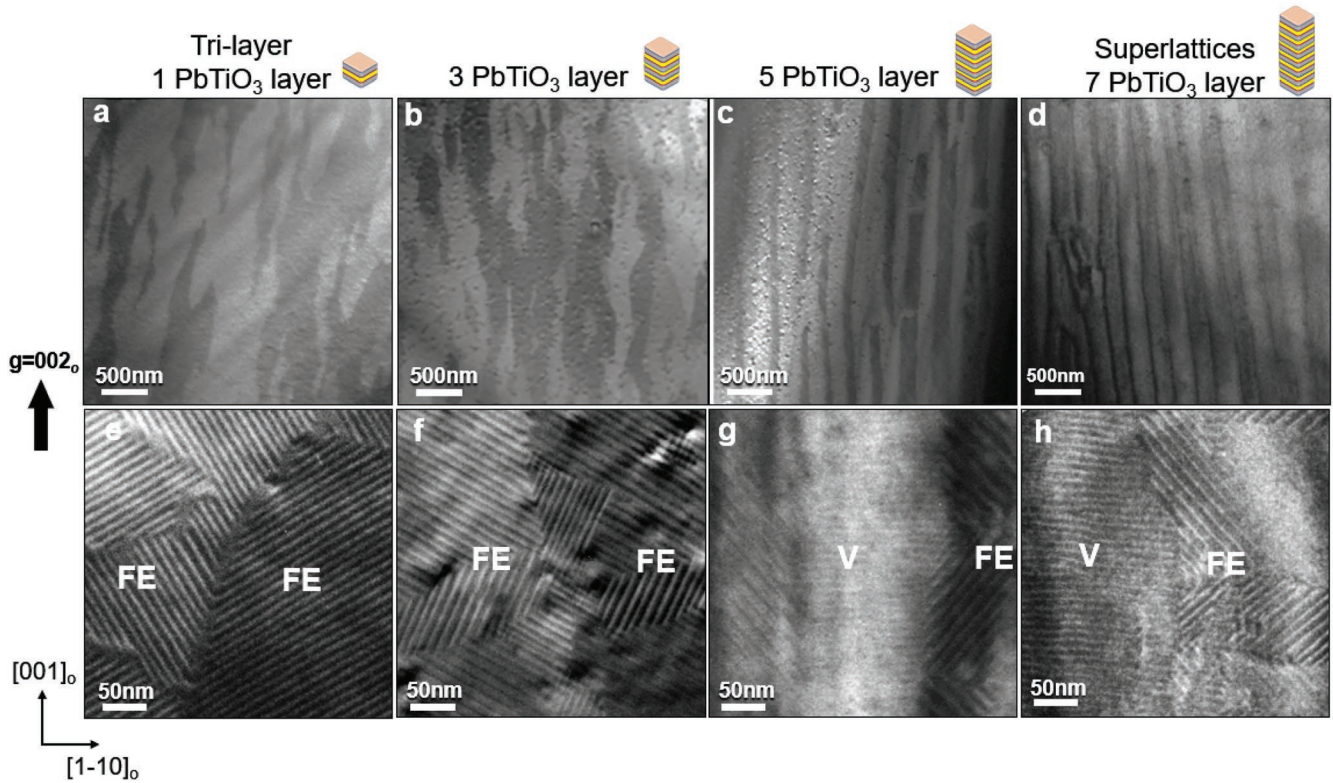 Tri-layer
1 PbTiO₃ layer
3 PbTiO₃ layer
5 PbTiO₃ layer
Superlattices
7 PbTiO₃ layer
a
b
c
d
500nm
500nm
500nm
500nm
g=002ₒ
e
f
g
h
FE
FE
FE
FE
V
FE
V
FE
50nm
50nm
50nm
50nm
[001]ₒ
[1-10]ₒ